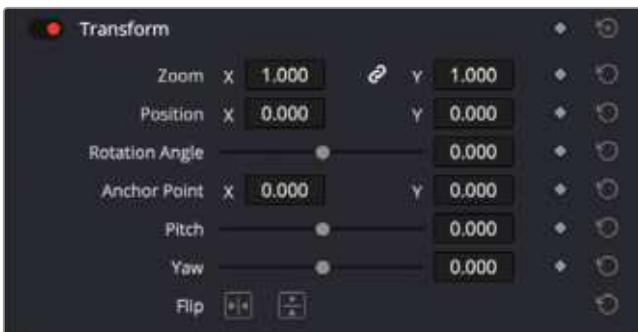 Transform
Zoom X 1.000 Y 1.000
Position X 0.000 Y 0.000
Rotation Angle 0.000
Anchor Point X 0.000 Y 0.000
Pitch 0.000
Yaw 0.000
Flip